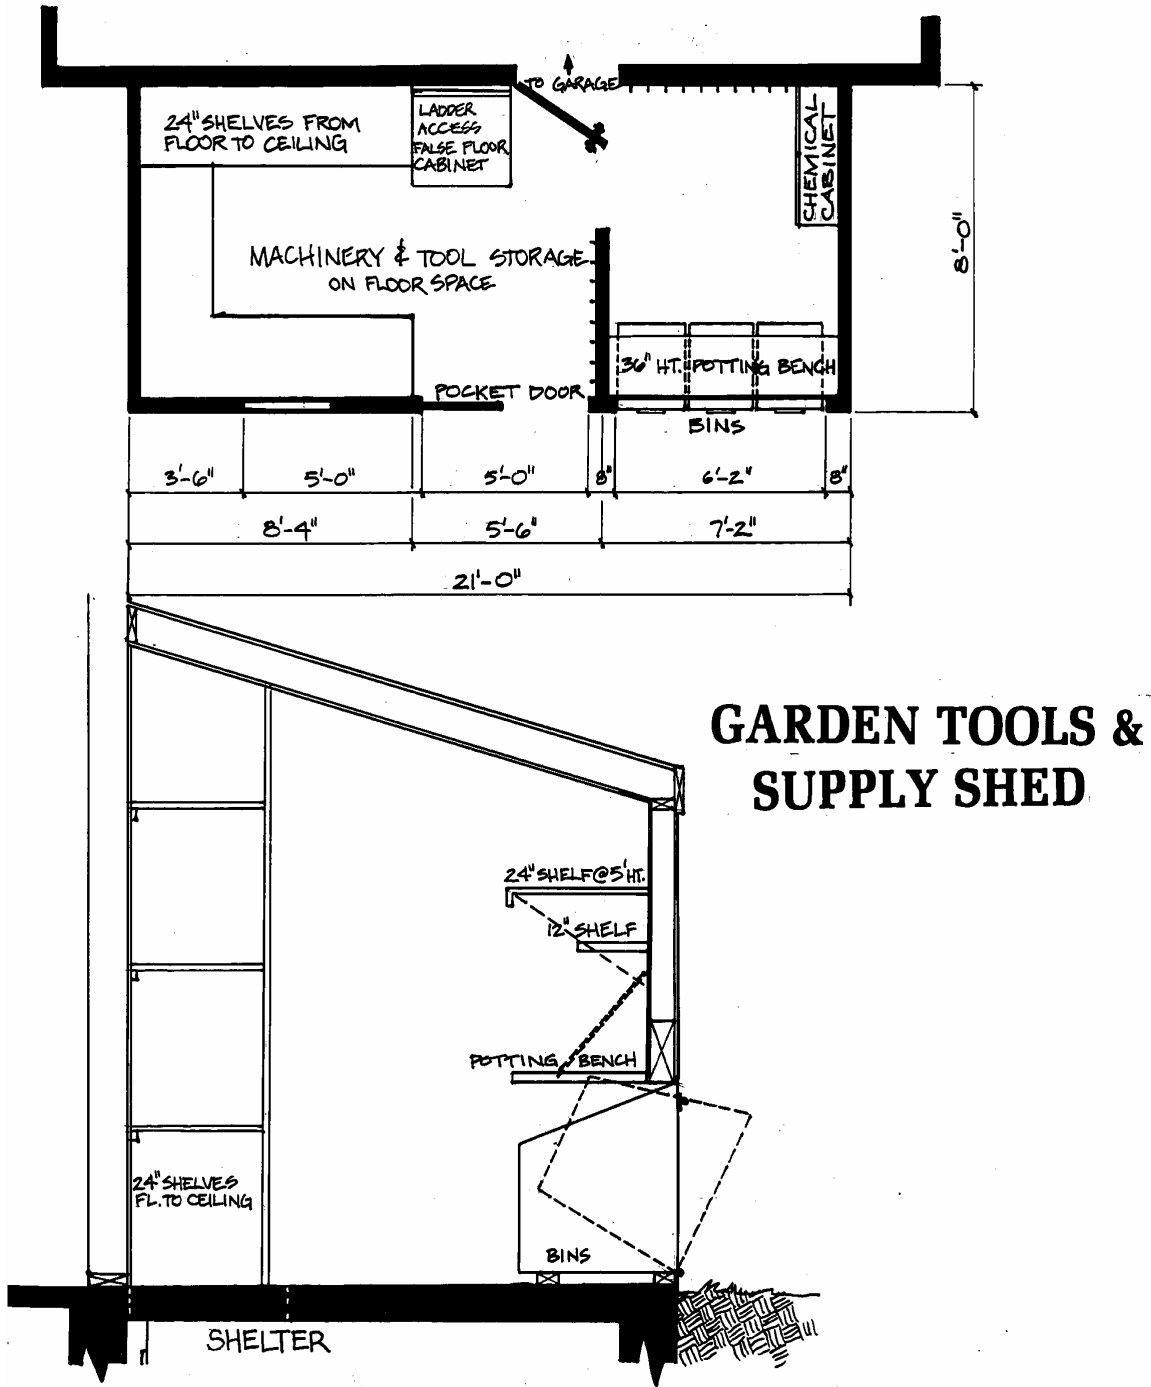 TO GARAGE
24" SHELVES FROM
FLOOR TO CEILING
LADDER
ACCESS
FALSE FLOOR
CABINET
CHEMICAL
CABINET
MACHINERY & TOOL STORAGE
ON FLOOR SPACE
8'-0"
36" HT. POTTING BENCH
POCKET DOOR
BINS
3'-6" 5'-0" 5'-0" 8" 6'-2" 8"
8'-4" 5'-6" 7'-2"
21'-0"
GARDEN TOOLS &
SUPPLY SHED
24" SHELF@5' HT.
12" SHELF
POTTING BENCH
24" SHELVES
FL. TO CEILING
BINS
SHELTER